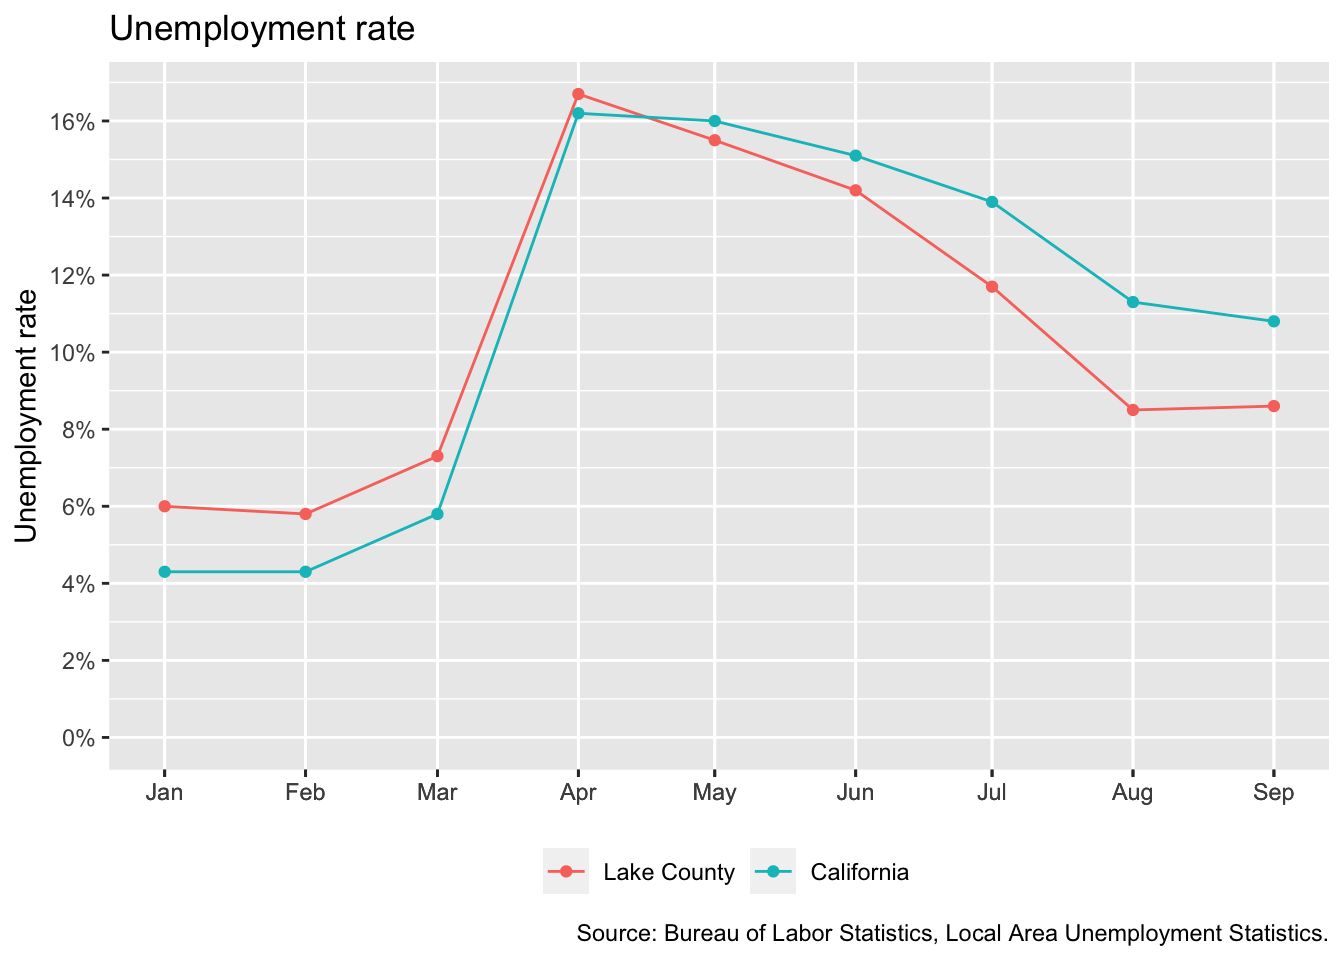 Unemployment rate
Unemployment rate
16%
14%
12%
10%
8%
6%
4%
2%
0%
Jan Feb Mar Apr May Jun Jul Aug Sep
Lake County California
Source: Bureau of Labor Statistics, Local Area Unemployment Statistics.